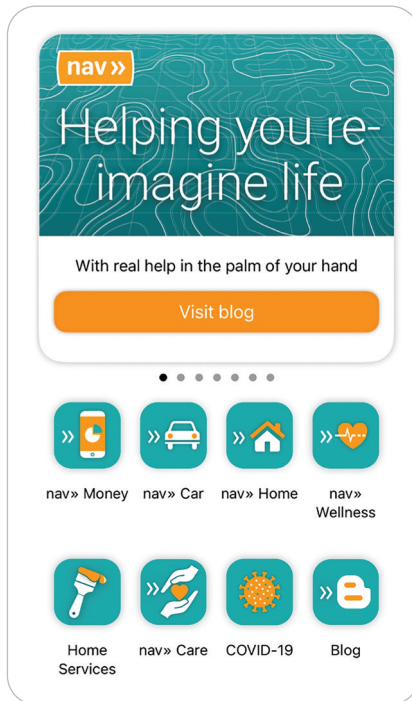 nav»
Helping you re-
imagine life
With real help in the palm of your hand
Visit blog
nav» Money
nav» Car
nav» Home
nav»
Wellness
Home
Services
nav» Care
COVID-19
Blog